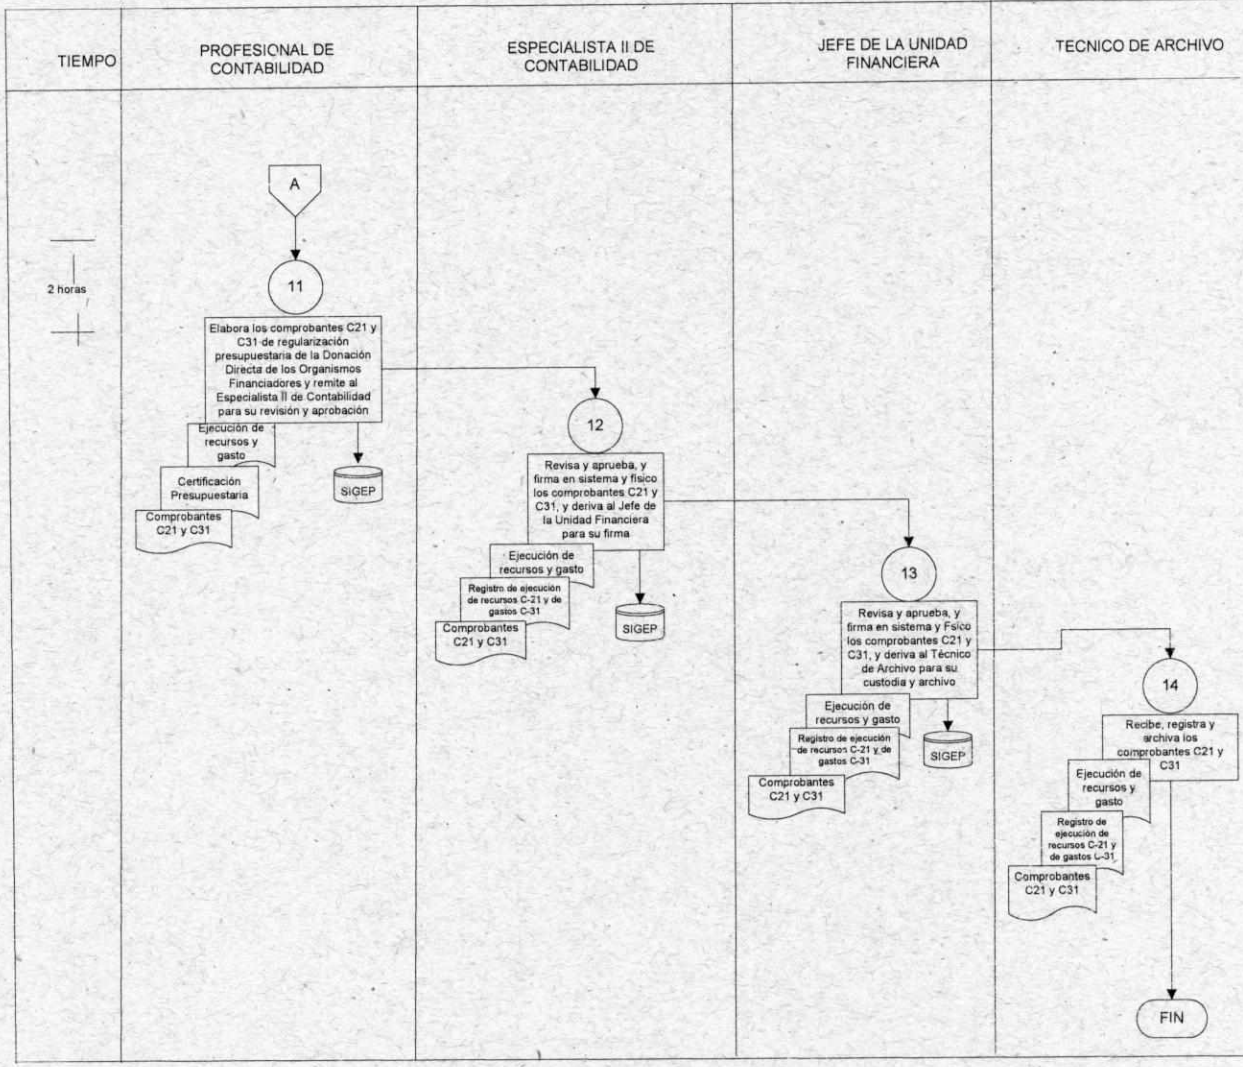 TIEMPO
PROFESIONAL DE
CONTABILIDAD
ESPECIALISTA II DE
CONTABILIDAD
JEFE DE LA UNIDAD
FINANCIERA
TECNICO DE ARCHIVO
A
2 horas
11
Elabora los comprobantes C21 y
C31 de regularización
presupuestaria de la Donación
Directa de los Organismos
Financiadores y remite al
Especialista II de Contabilidad
para su revisión y aprobación
Ejecución de
recursos y
gasto
Certificación
Presupuestaria
Comprobantes
C21 y C31
SIGEP
12
Revisa y aprueba, y
firma en sistema y físico
los comprobantes C21 y
C31, y deriva al Jefe de
la Unidad Financiera
para su firma
Ejecución de
recursos y gasto
Registro de ejecución
de recursos C-21 y de
gastos C-31
Comprobantes
C21 y C31
SIGEP
13
Revisa y aprueba, y
firma en sistema y Fsico
los comprobantes C21 y
C31, y deriva al Técnico
de Archivo para su
custodia y archivo
Ejecución de
recursos y gasto
Registro de ejecución
de recursos C-21 y de
gastos C-31
Comprobantes
C21 y C31
SIGEP
14
Recibe, registra y
archiva los
comprobantes C21 y
C31
Ejecución de
recursos y
gasto
Registro de
ejecución de
recursos C-21 y
de gastos C-31
Comprobantes
C21 y C31
FIN